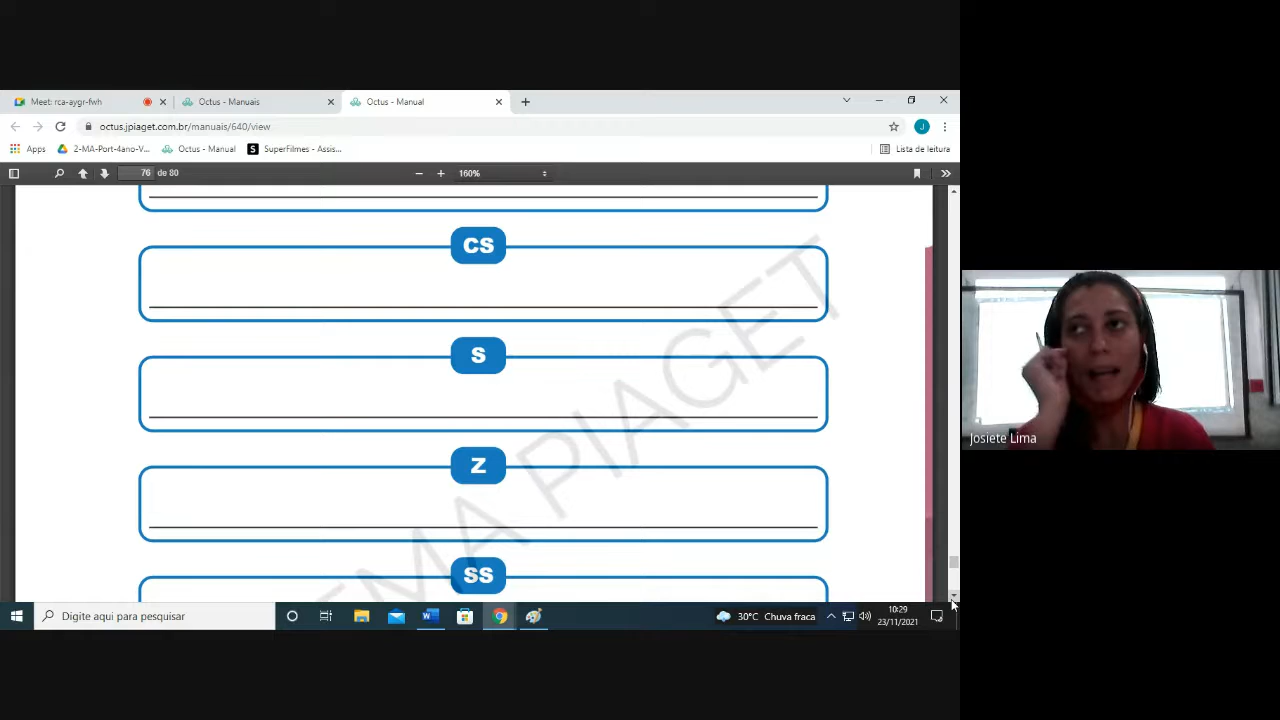 Meet: rca-aygr-fwh
Octus - Manuais
Octus - Manual
octus.jpiaget.com.br/manuais/640/view
Apps
2-MA-Port-4ano-V...
Octus - Manual
S
SuperFilmes - Assis...
Lista de leitura
J
76 de 80
160%
CS
S
Z
SS
EMA PIAGET
Josiete Lima
Digite aqui para pesquisar
30°C Chuva fraca
10:29
23/11/2021